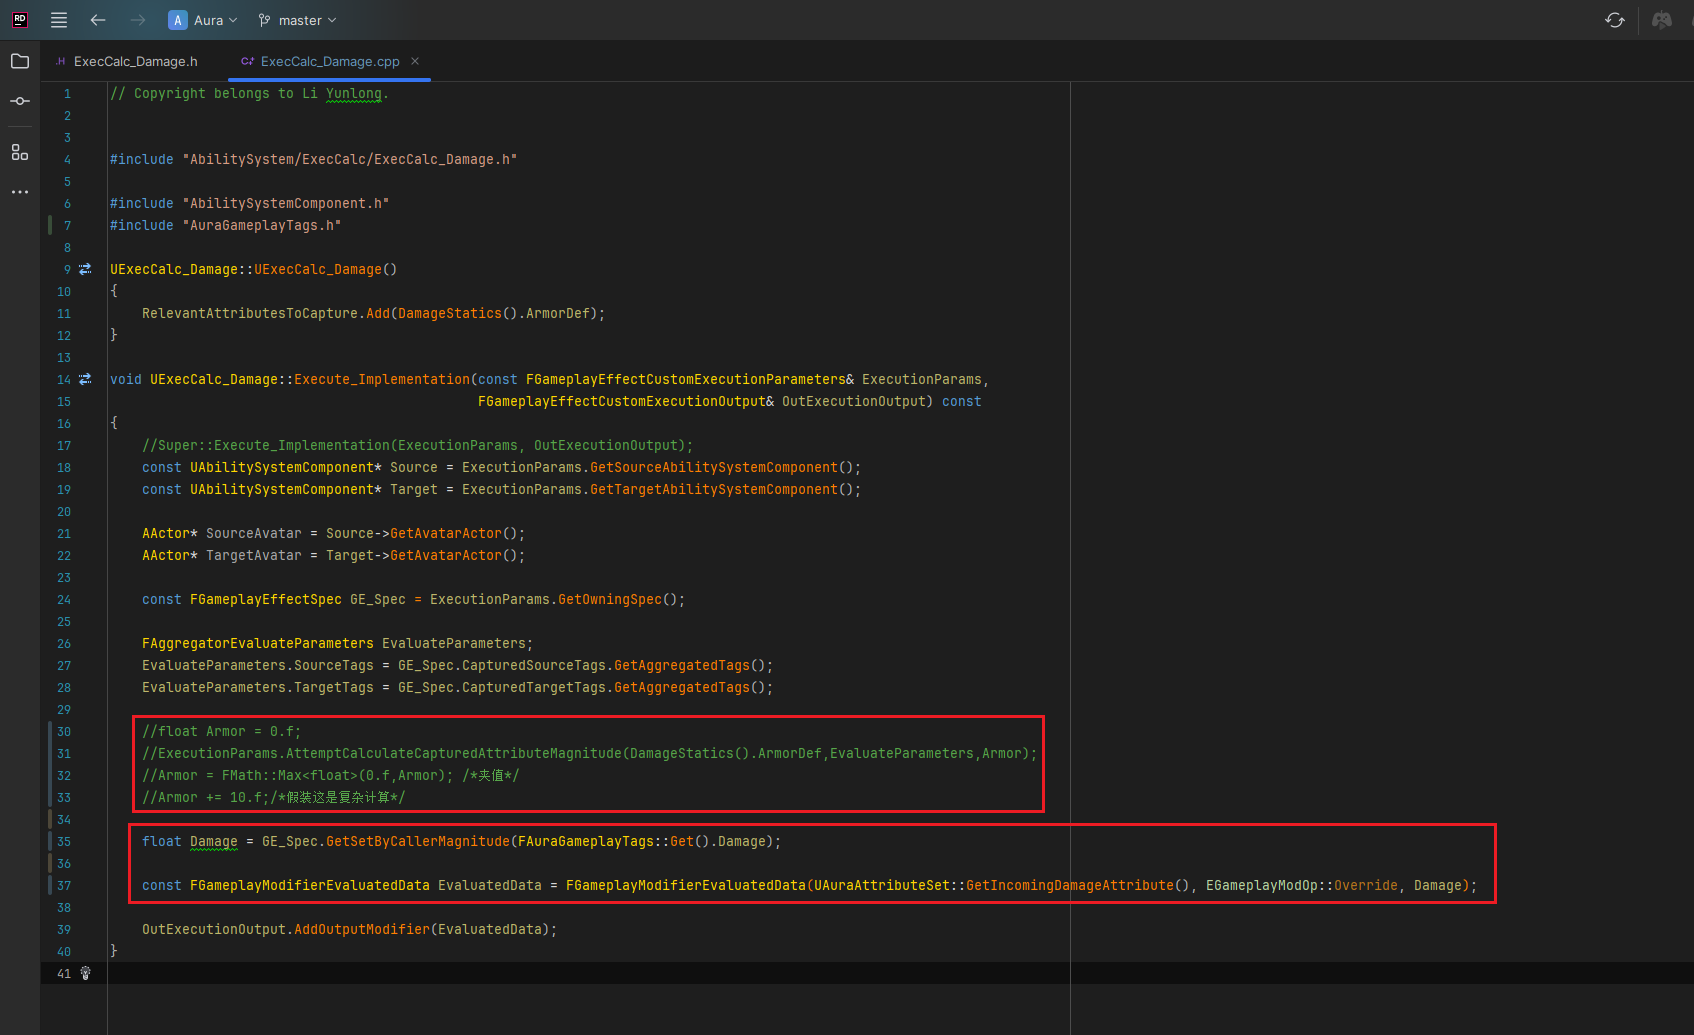 RD
A Aura
master
.H ExecCalc_Damage.h
C+ ExecCalc_Damage.cpp ×
1 // Copyright belongs to Li Yunlong.
2
3
4 #include "AbilitySystem/ExecCalc/ExecCalc_Damage.h"
5
6 #include "AbilitySystemComponent.h"
7 #include "AuraGameplayTags.h"
8
9 UExecCalc_Damage::UExecCalc_Damage()
10 {
11 RelevantAttributesToCapture.Add(DamageStatics().ArmorDef);
12 }
13
14 void UExecCalc_Damage::Execute_Implementation(const FGameplayEffectCustomExecutionParameters& ExecutionParams,
15 FGameplayEffectCustomExecutionOutput& OutExecutionOutput) const
16 {
17 //Super::Execute_Implementation(ExecutionParams, OutExecutionOutput);
18 const UAbilitySystemComponent* Source = ExecutionParams.GetSourceAbilitySystemComponent();
19 const UAbilitySystemComponent* Target = ExecutionParams.GetTargetAbilitySystemComponent();
20
21 AActor* SourceAvatar = Source->GetAvatarActor();
22 AActor* TargetAvatar = Target->GetAvatarActor();
23
24 const FGameplayEffectSpec GE_Spec = ExecutionParams.GetOwningSpec();
25
26 FAggregatorEvaluateParameters EvaluateParameters;
27 EvaluateParameters.SourceTags = GE_Spec.CapturedSourceTags.GetAggregatedTags();
28 EvaluateParameters.TargetTags = GE_Spec.CapturedTargetTags.GetAggregatedTags();
29
30 //float Armor = 0.f;
31 //ExecutionParams.AttemptCalculateCapturedAttributeMagnitude(DamageStatics().ArmorDef,EvaluateParameters,Armor);
32 //Armor = FMath::Max<float>(0.f,Armor); /*夹值*/
33 //Armor += 10.f;/*假装这是复杂计算*/
34
35 float Damage = GE_Spec.GetSetByCallerMagnitude(FAuraGameplayTags::Get().Damage);
36
37 const FGameplayModifierEvaluatedData EvaluatedData = FGameplayModifierEvaluatedData(UAuraAttributeSet::GetIncomingDamageAttribute(), EGameplayModOp::Override, Damage);
38
39 OutExecutionOutput.AddOutputModifier(EvaluatedData);
40 }
41